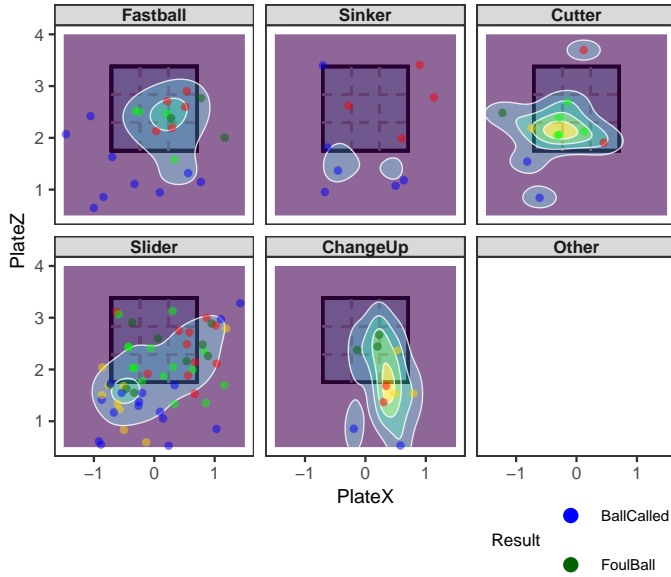 Fastball
Sinker
Cutter
4
3
2
1
Slider
ChangeUp
Other
4
3
2
1
PlateZ
−1 0 1 −1 0 1 −1 0 1
PlateX
Result
BallCalled
FoulBall